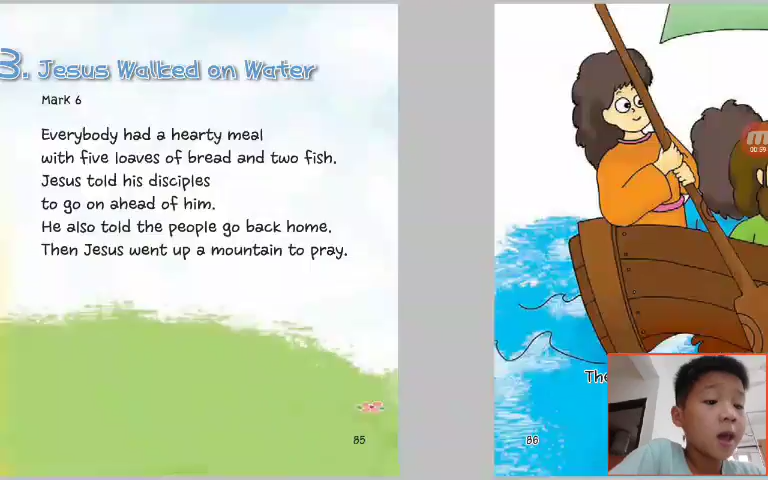 3. Jesus Walked on Water
Mark 6
Everybody had a hearty meal
with five loaves of bread and two fish.
Jesus told his disciples
to go on ahead of him.
He also told the people go back home.
Then Jesus went up a mountain to pray.
85
The
86
00:59